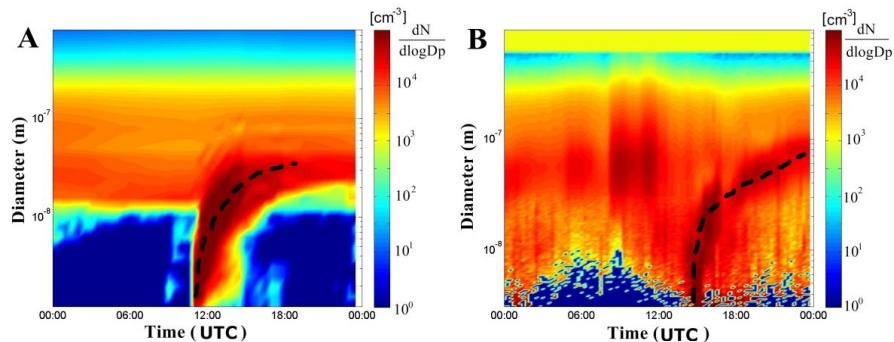 A
[cm⁻³]
dN
dlogDp
10⁴
10³
10²
10¹
10⁰
10⁻⁷
10⁻⁸
Diameter (m)
00:00 06:00 12:00 18:00 00:00
Time (UTC)
B
[cm⁻³]
dN
dlogDp
10⁴
10³
10²
10¹
10⁰
10⁻⁷
10⁻⁸
Diameter (m)
00:00 06:00 12:00 18:00 00:00
Time (UTC)